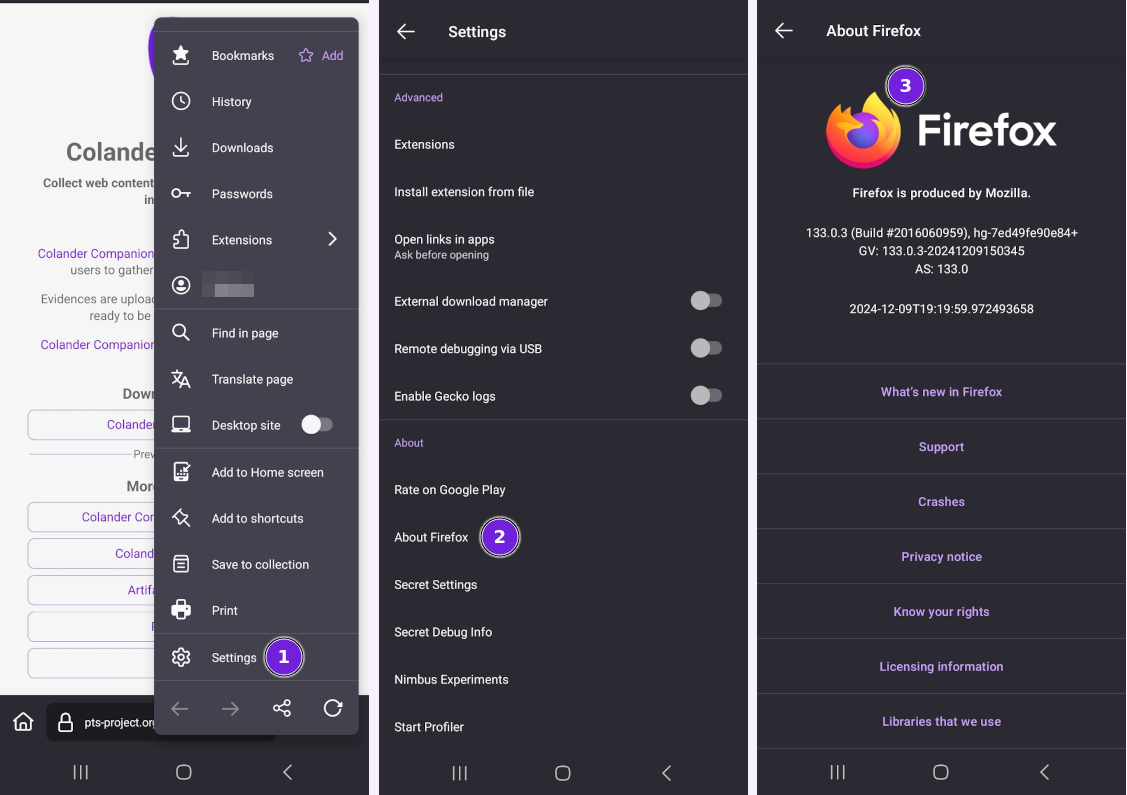 Bookmarks
Add
History
Downloads
Passwords
Extensions
Find in page
Translate page
Desktop site
Add to Home screen
Add to shortcuts
Save to collection
Print
Settings
1
Colande
Collect web content
in
Colander Companion
users to gather
Evidences are uploa
ready to be
Colander Companion
Down
Colande
Prev
Mor
Colander Co
Coland
Artifa
pts-project.or
Settings
Advanced
Extensions
Install extension from file
Open links in apps
Ask before opening
External download manager
Remote debugging via USB
Enable Gecko logs
About
Rate on Google Play
About Firefox
2
Secret Settings
Secret Debug Info
Nimbus Experiments
Start Profiler
About Firefox
3
Firefox
Firefox is produced by Mozilla.
133.0.3 (Build #2016060959), hg-7ed49fe90e84+
GV: 133.0.3-20241209150345
AS: 133.0
2024-12-09T19:19:59.972493658
What's new in Firefox
Support
Crashes
Privacy notice
Know your rights
Licensing information
Libraries that we use